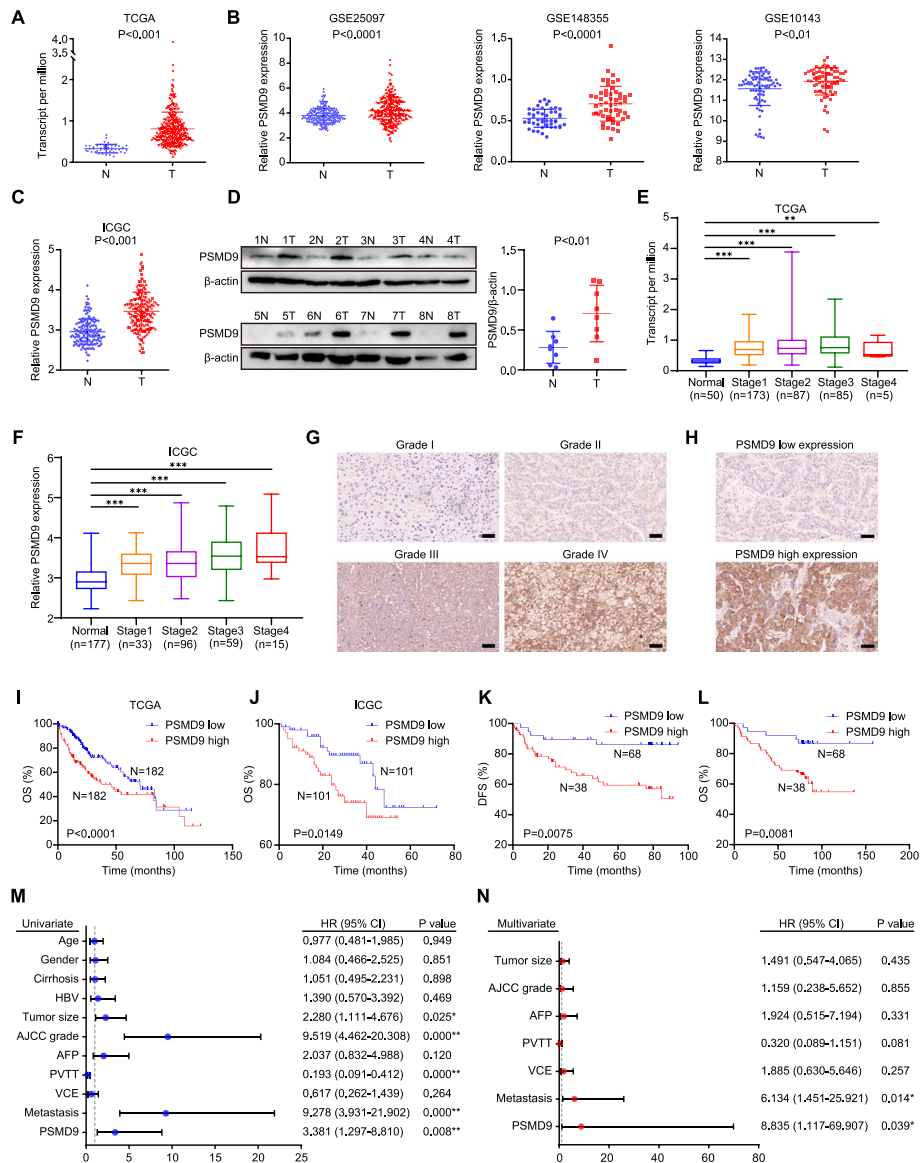 A
TCGA
P<0.001
Transcript per million
4.0
3.5
2
1
0
N
T
B
GSE25097
P<0.0001
Relative PSMD9 expression
10
8
6
4
2
0
N
T
GSE148355
P<0.0001
Relative PSMD9 expression
1.5
1.0
0.5
0.0
N
T
GSE10143
P<0.01
Relative PSMD9 expression
14
13
12
11
10
9
8
N
T
C
ICGC
P<0.001
Relative PSMD9 expression
5
4
3
2
N
T
D
1N 1T 2N 2T 3N 3T 4N 4T
PSMD9
β-actin
5N 5T 6N 6T 7N 7T 8N 8T
PSMD9
β-actin
P<0.01
PSMD9/β-actin
1.5
1.0
0.5
0.0
N
T
E
TCGA
**
***
***
***
Transcript per million
5
4
3
2
1
0
Normal Stage1 Stage2 Stage3 Stage4
(n=50) (n=173) (n=87) (n=85) (n=5)
F
ICGC
***
***
***
***
Relative PSMD9 expression
6
5
4
3
2
Normal Stage1 Stage2 Stage3 Stage4
(n=177) (n=33) (n=96) (n=59) (n=15)
G
Grade I
Grade II
Grade III
Grade IV
H
PSMD9 low expression
PSMD9 high expression
I
TCGA
PSMD9 low
PSMD9 high
N=182
N=182
P<0.0001
OS (%)
100
80
60
40
20
0
0 50 100 150
Time (months)
J
ICGC
PSMD9 low
PSMD9 high
N=101
N=101
P=0.0149
OS (%)
100
80
60
0 20 40 60 80
Time (months)
K
PSMD9 low
PSMD9 high
N=68
N=38
P=0.0075
DFS (%)
100
80
60
40
20
0 20 40 60 80 100
Time (months)
L
PSMD9 low
PSMD9 high
N=68
N=38
P=0.0081
OS (%)
100
80
60
40
20
0 50 100 150 200
Time (months)
M
Univariate HR (95% CI) P value
Age 0.977 (0.481-1.985) 0.949
Gender 1.084 (0.466-2.525) 0.851
Cirrhosis 1.051 (0.495-2.231) 0.898
HBV 1.390 (0.570-3.392) 0.469
Tumor size 2.280 (1.111-4.676) 0.025*
AJCC grade 9.519 (4.462-20.308) 0.000**
AFP 2.037 (0.832-4.988) 0.120
PVTT 0.193 (0.091-0.412) 0.000**
VCE 0.617 (0.262-1.439) 0.264
Metastasis 9.278 (3.931-21.902) 0.000**
PSMD9 3.381 (1.297-8.810) 0.008**
0 5 10 15 20 25
N
Multivariate HR (95% CI) P value
Tumor size 1.491 (0.547-4.065) 0.435
AJCC grade 1.159 (0.238-5.652) 0.855
AFP 1.924 (0.515-7.194) 0.331
PVTT 0.320 (0.089-1.151) 0.081
VCE 1.885 (0.630-5.646) 0.257
Metastasis 6.134 (1.451-25.921) 0.014*
PSMD9 8.835 (1.117-69.907) 0.039*
0 20 40 60 80